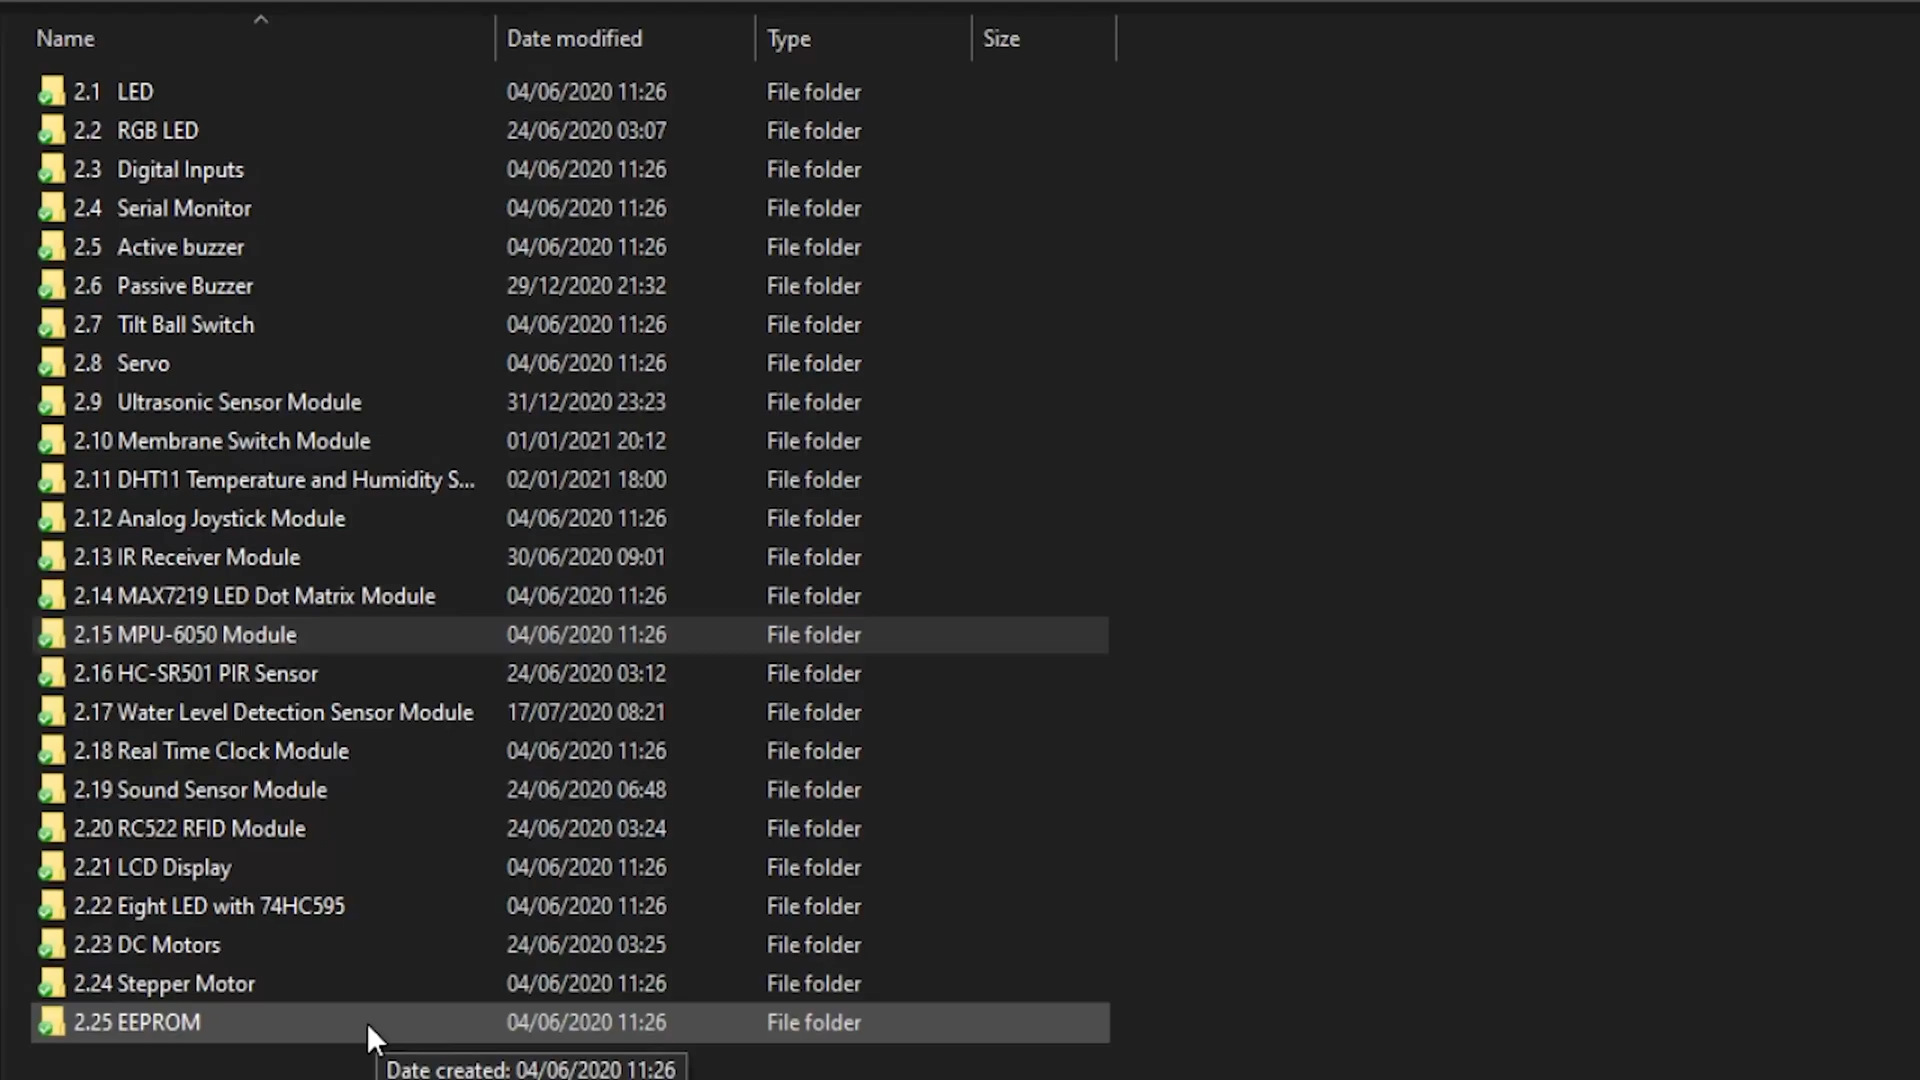 Name Date modified Type Size
2.1 LED 04/06/2020 11:26 File folder
2.2 RGB LED 24/06/2020 03:07 File folder
2.3 Digital Inputs 04/06/2020 11:26 File folder
2.4 Serial Monitor 04/06/2020 11:26 File folder
2.5 Active buzzer 04/06/2020 11:26 File folder
2.6 Passive Buzzer 29/12/2020 21:32 File folder
2.7 Tilt Ball Switch 04/06/2020 11:26 File folder
2.8 Servo 04/06/2020 11:26 File folder
2.9 Ultrasonic Sensor Module 31/12/2020 23:23 File folder
2.10 Membrane Switch Module 01/01/2021 20:12 File folder
2.11 DHT11 Temperature and Humidity S... 02/01/2021 18:00 File folder
2.12 Analog Joystick Module 04/06/2020 11:26 File folder
2.13 IR Receiver Module 30/06/2020 09:01 File folder
2.14 MAX7219 LED Dot Matrix Module 04/06/2020 11:26 File folder
2.15 MPU-6050 Module 04/06/2020 11:26 File folder
2.16 HC-SR501 PIR Sensor 24/06/2020 03:12 File folder
2.17 Water Level Detection Sensor Module 17/07/2020 08:21 File folder
2.18 Real Time Clock Module 04/06/2020 11:26 File folder
2.19 Sound Sensor Module 24/06/2020 06:48 File folder
2.20 RC522 RFID Module 24/06/2020 03:24 File folder
2.21 LCD Display 04/06/2020 11:26 File folder
2.22 Eight LED with 74HC595 04/06/2020 11:26 File folder
2.23 DC Motors 24/06/2020 03:25 File folder
2.24 Stepper Motor 04/06/2020 11:26 File folder
2.25 EEPROM 04/06/2020 11:26 File folder
Date created: 04/06/2020 11:26